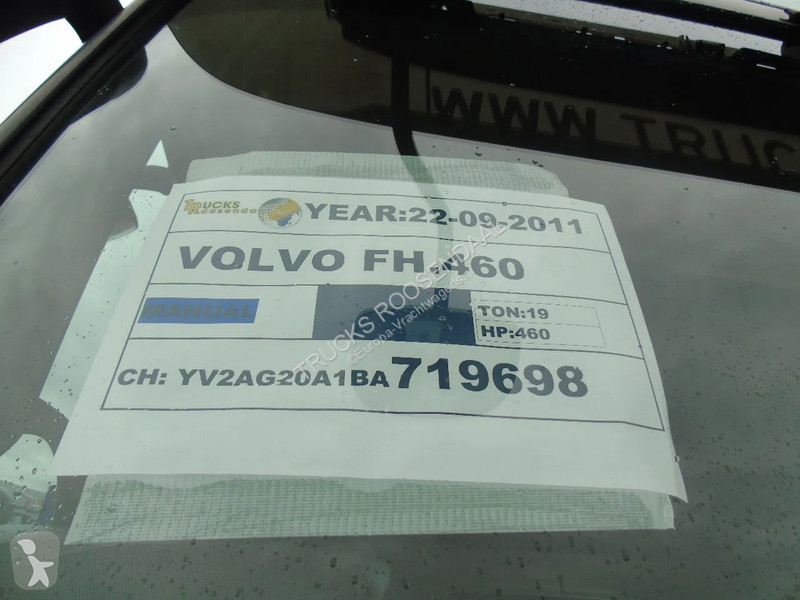 WWW TRUC
TRUCKS
Roosenda
YEAR:22-09-2011
VOLVO FH.460
MANUAL
TON:19
HP:460
CH: YV2AG20A1BA719698
TRUCKS ROOSENDAAL